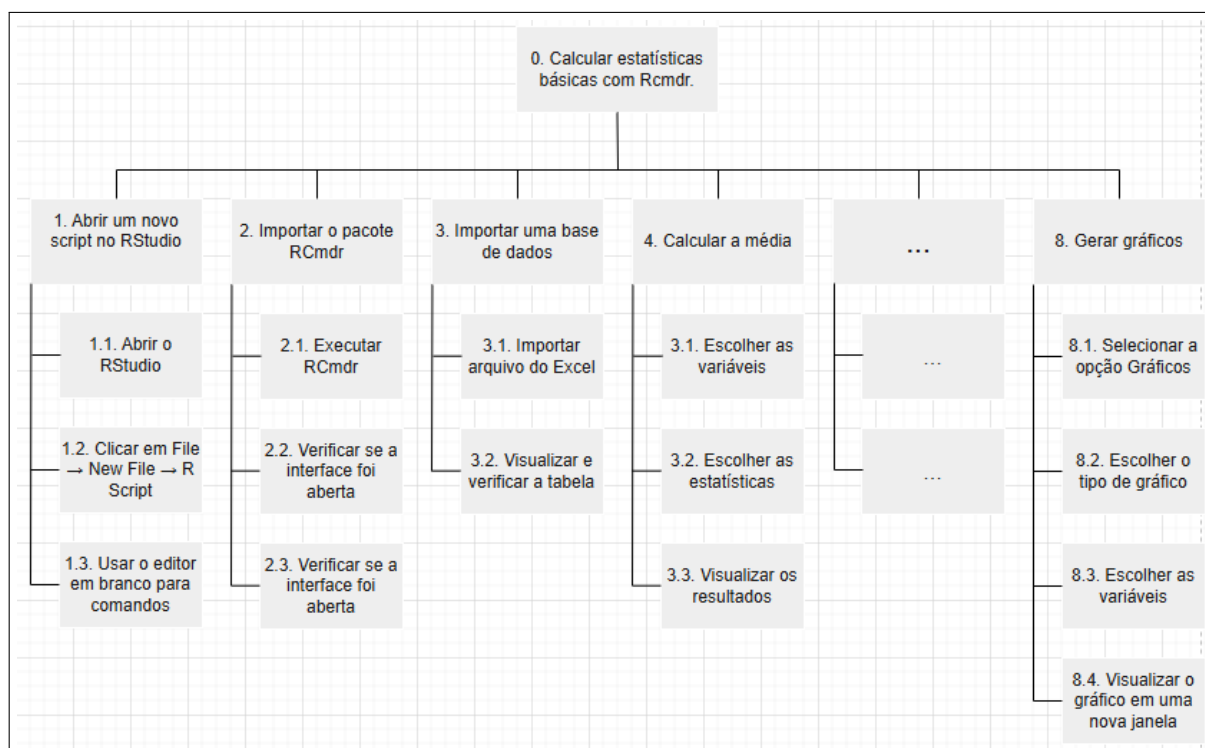 0. Calcular estatísticas
básicas com Rcmdr.
1. Abrir um novo
script no RStudio
2. Importar o pacote
RCmdr
3. Importar uma base
de dados
4. Calcular a média
...
8. Gerar gráficos
1.1. Abrir o
RStudio
2.1. Executar
RCmdr
3.1. Importar
arquivo do Excel
3.1. Escolher as
variáveis
...
8.1. Selecionar a
opção Gráficos
1.2. Clicar em File
→ New File → R
Script
2.2. Verificar se a
interface foi
aberta
3.2. Visualizar e
verificar a tabela
3.2. Escolher as
estatísticas
...
8.2. Escolher o
tipo de gráfico
1.3. Usar o editor
em branco para
comandos
2.3. Verificar se a
interface foi
aberta
3.3. Visualizar os
resultados
8.3. Escolher as
variáveis
8.4. Visualizar o
gráfico em uma
nova janela